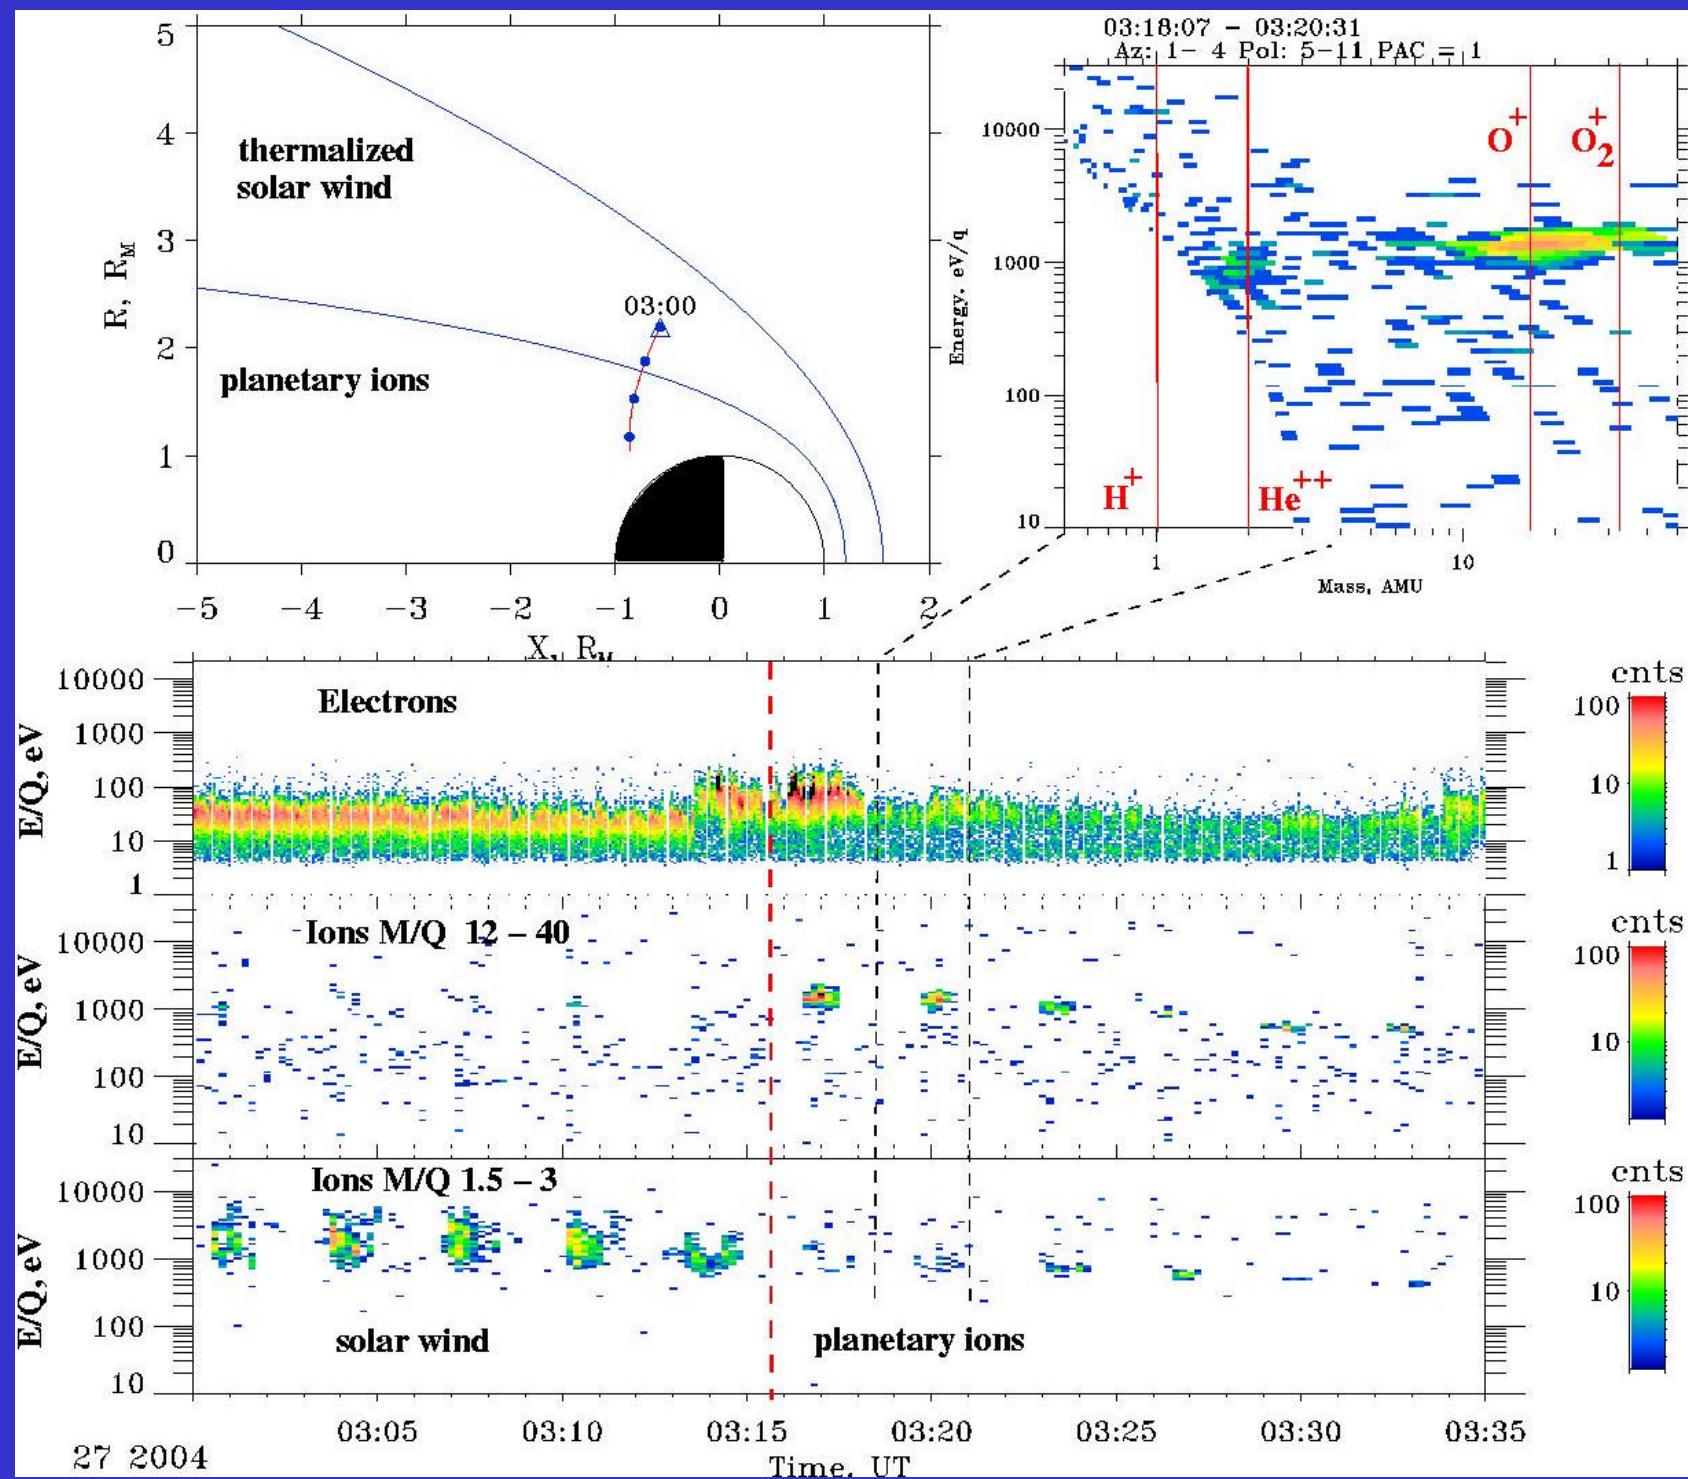 5
4
3
2
1
0
R, R_M
thermalized
solar wind
03:00
planetary ions
−5 −4 −3 −2 −1 0 1 2
X, R_M
03:18:07 − 03:20:31
Az: 1− 4 Pol: 5−11 PAC = 1
10000
1000
100
10
Energy, eV/q
O+
O2+
H+
He++
1 10
Mass, AMU
Electrons
10000
1000
100
10
1
E/Q, eV
cnts
100
10
1
Ions M/Q 12 – 40
10000
1000
100
10
E/Q, eV
cnts
100
10
Ions M/Q 1.5 – 3
10000
1000
100
10
E/Q, eV
cnts
100
10
solar wind
planetary ions
03:05 03:10 03:15 03:20 03:25 03:30 03:35
27 2004
Time, UT